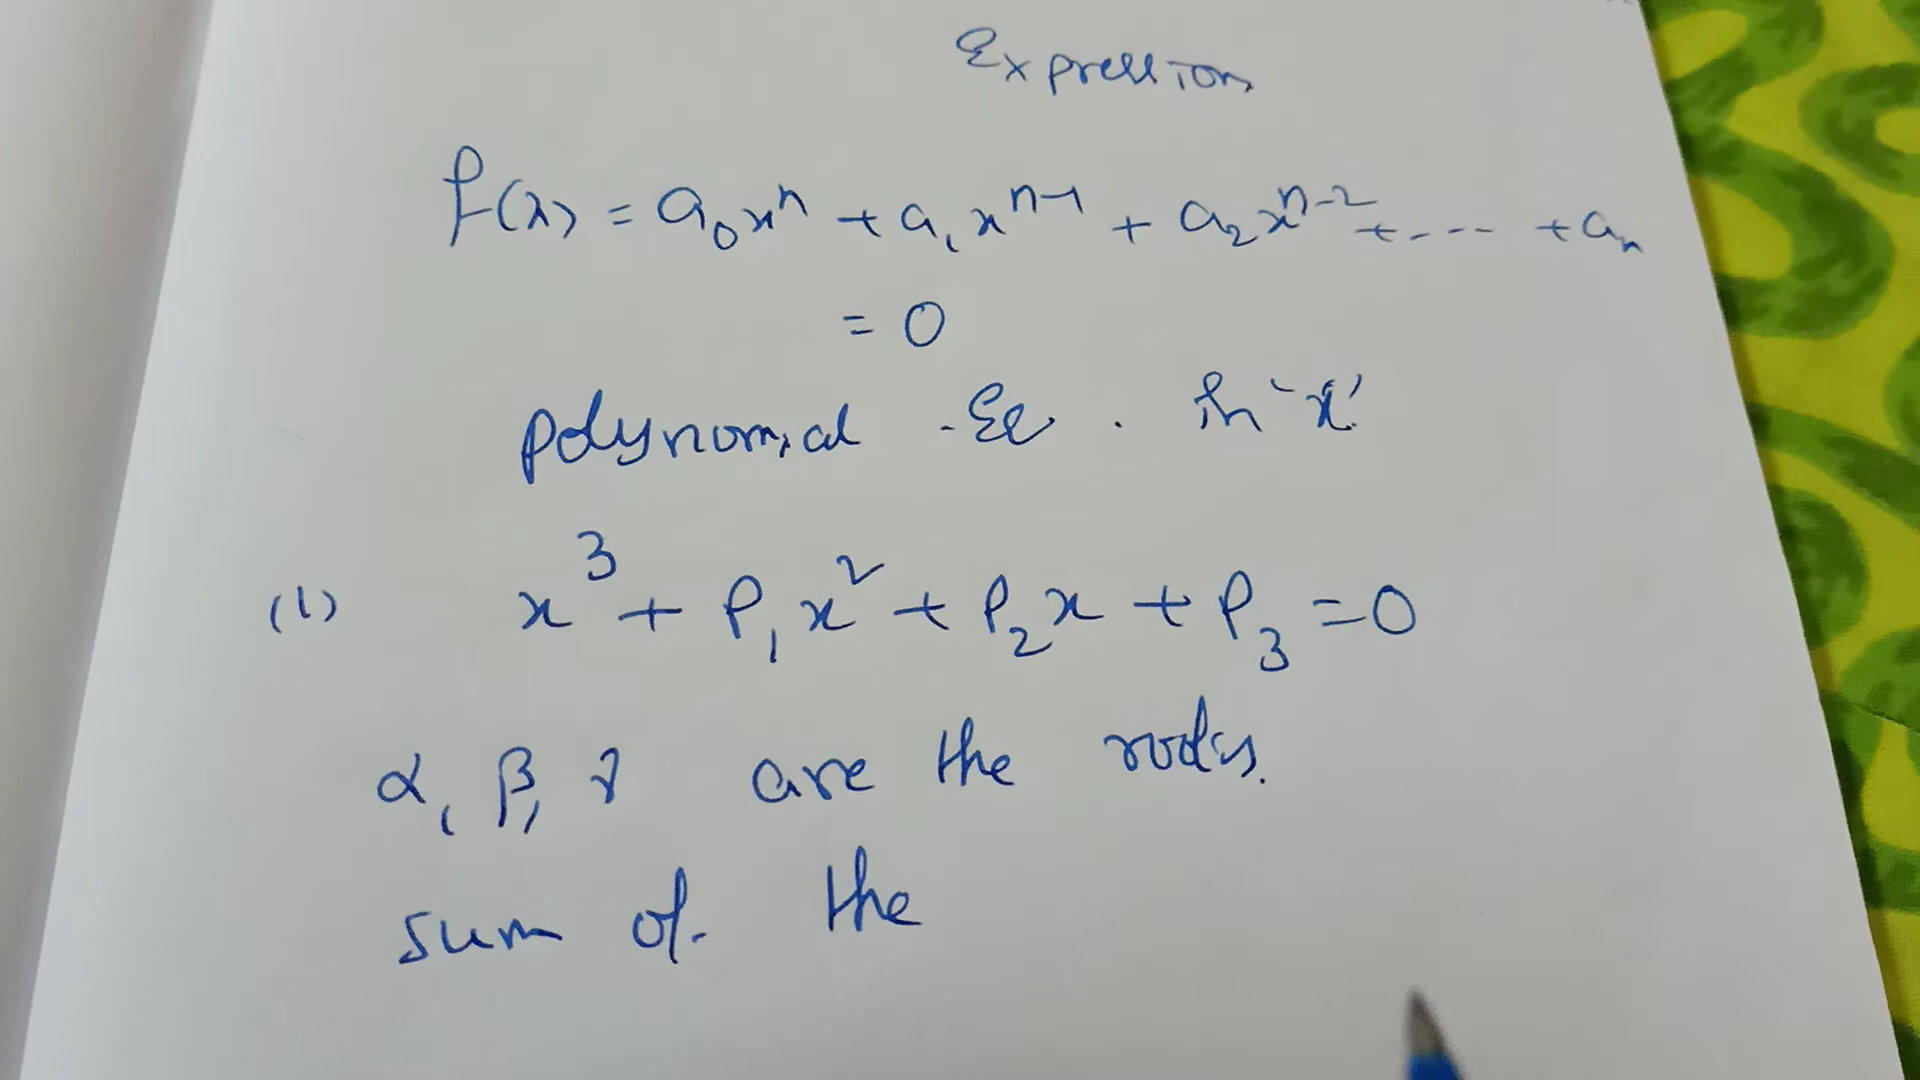 Expression
f(x) = a₀xⁿ + a₁xⁿ⁻¹ + a₂xⁿ⁻² + ---- + aₙ
= 0
polynomial Eq. in 'x'
(1) x³ + P₁x² + P₂x + P₃ = 0
α, β, γ are the roots.
sum of the